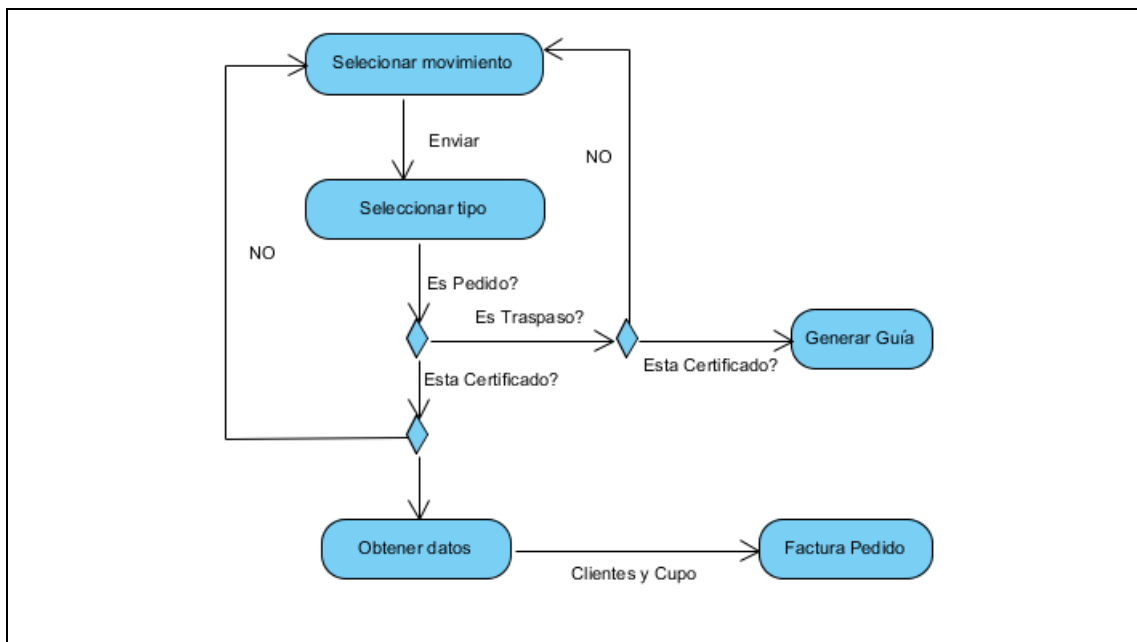 Selecionar movimiento
Enviar
NO
Seleccionar tipo
NO
Es Pedido?
Es Traspaso?
Generar Guía
Esta Certificado?
Esta Certificado?
Obtener datos
Factura Pedido
Clientes y Cupo